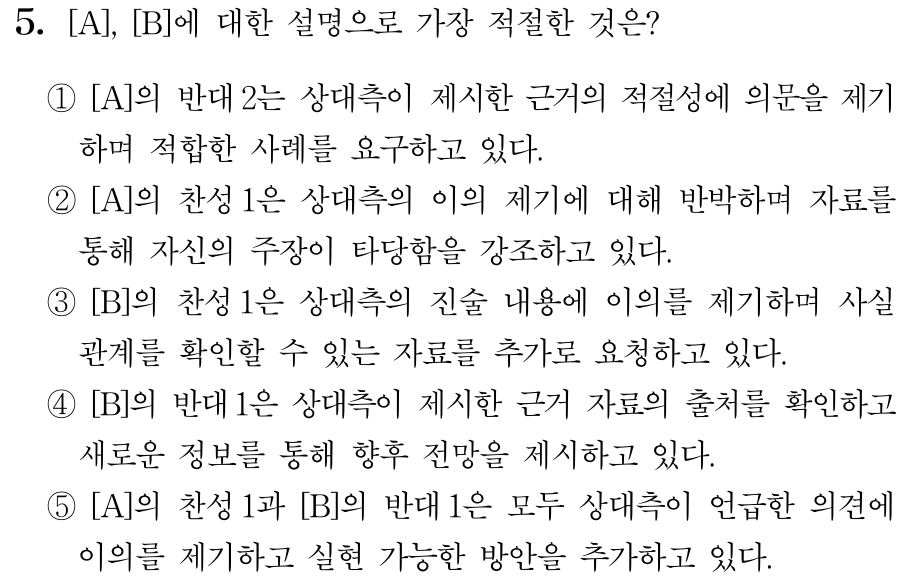 5. [A], [B]에 대한 설명으로 가장 적절한 것은?
① [A]의 반대 2는 상대측이 제시한 근거의 적절성에 의문을 제기
하며 적합한 사례를 요구하고 있다.
② [A]의 찬성 1은 상대측의 이의 제기에 대해 반박하며 자료를
통해 자신의 주장이 타당함을 강조하고 있다.
③ [B]의 찬성 1은 상대측의 진술 내용에 이의를 제기하며 사실
관계를 확인할 수 있는 자료를 추가로 요청하고 있다.
④ [B]의 반대 1은 상대측이 제시한 근거 자료의 출처를 확인하고
새로운 정보를 통해 향후 전망을 제시하고 있다.
⑤ [A]의 찬성 1과 [B]의 반대 1은 모두 상대측이 언급한 의견에
이의를 제기하고 실현 가능한 방안을 추가하고 있다.